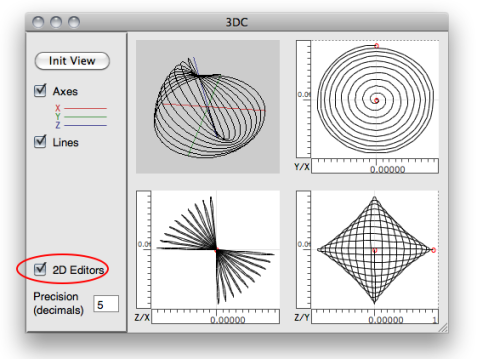 3DC
Init View
Axes
X
Y
Z
Lines
2D Editors
Precision
(decimals)
5
0.0
Y/X
0.00000
0.0
Z/X
0.00000
0.0
Z/Y
0.00000
1